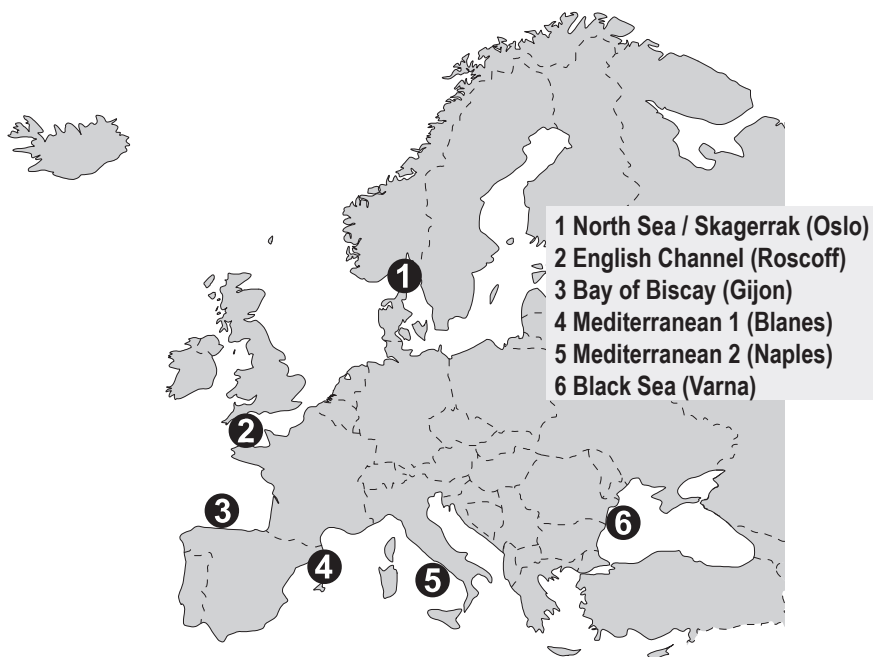 1 North Sea / Skagerrak (Oslo)
2 English Channel (Roscoff)
3 Bay of Biscay (Gijon)
4 Mediterranean 1 (Blanes)
5 Mediterranean 2 (Naples)
6 Black Sea (Varna)
1
2
3
4
5
6